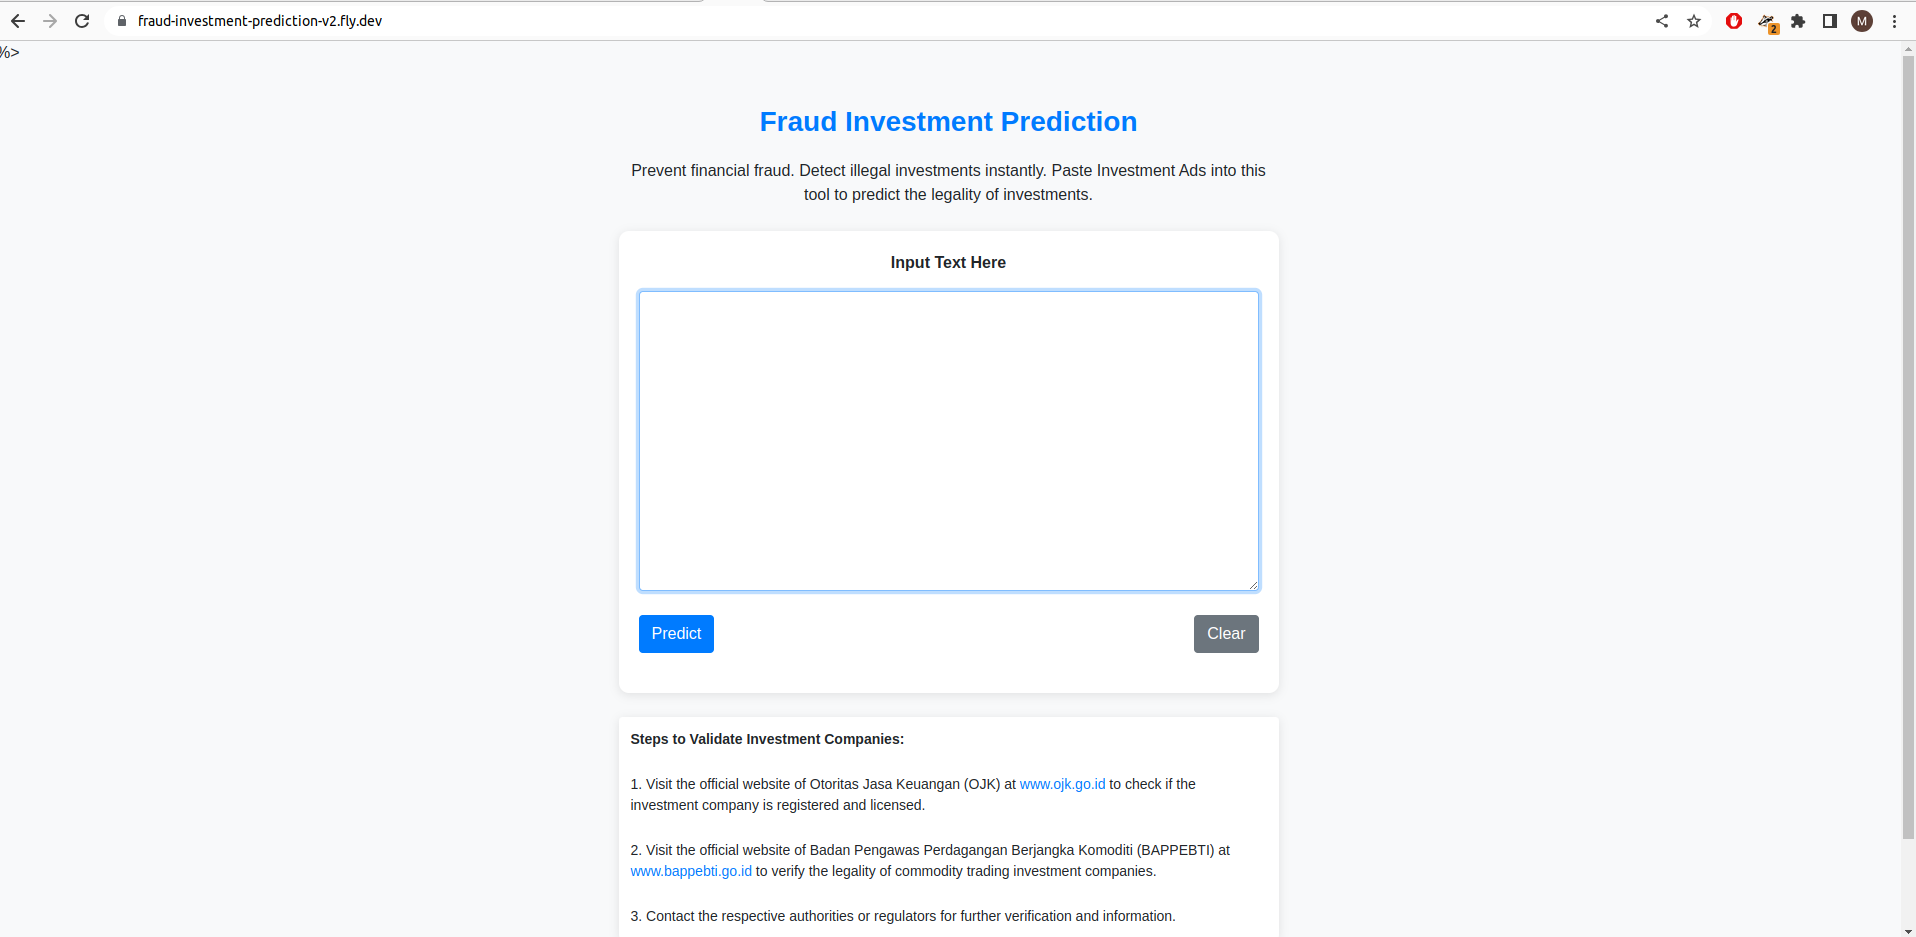 fraud-investment-prediction-v2.fly.dev
2
M
%>
Fraud Investment Prediction
Prevent financial fraud. Detect illegal investments instantly. Paste Investment Ads into this
tool to predict the legality of investments.
Input Text Here
Predict
Clear
Steps to Validate Investment Companies:
1. Visit the official website of Otoritas Jasa Keuangan (OJK) at www.ojk.go.id to check if the
investment company is registered and licensed.
2. Visit the official website of Badan Pengawas Perdagangan Berjangka Komoditi (BAPPEBTI) at
www.bappebti.go.id to verify the legality of commodity trading investment companies.
3. Contact the respective authorities or regulators for further verification and information.